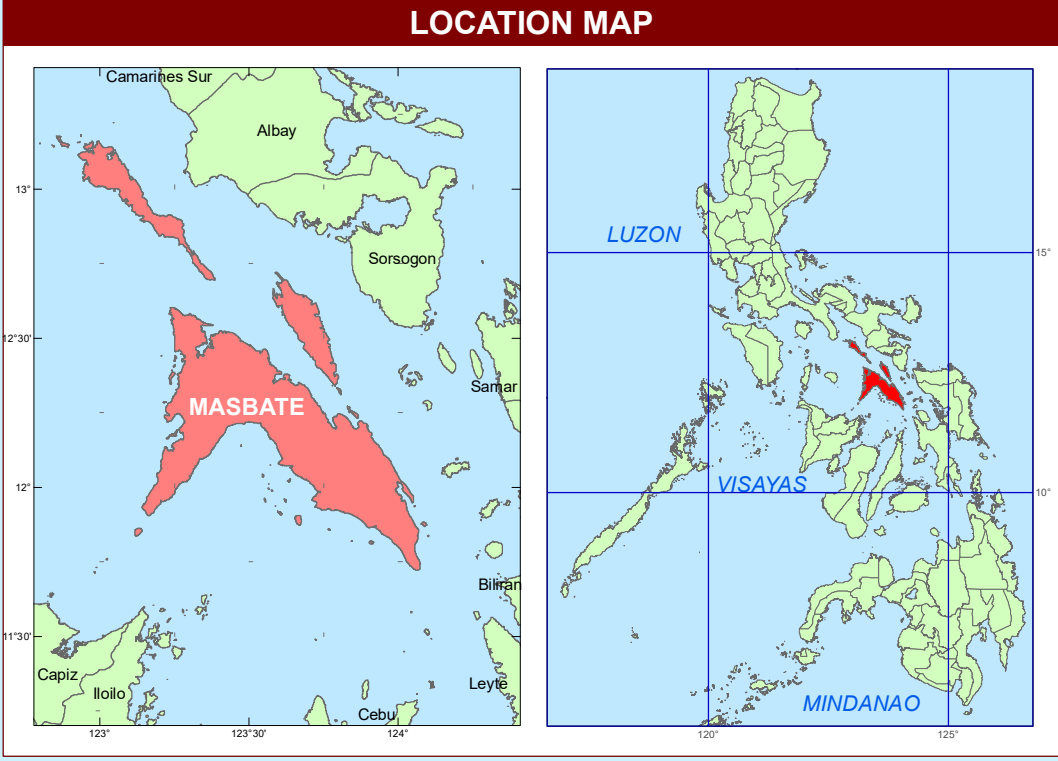 LOCATION MAP
Camarines Sur
Albay
13°
Sorsogon
12°30'
Samar
MASBATE
12°
Biliran
11°30'
Capiz
Iloilo
Leyte
Cebu
123°
123°30'
124°
LUZON
15°
VISAYAS
10°
MINDANAO
120°
125°